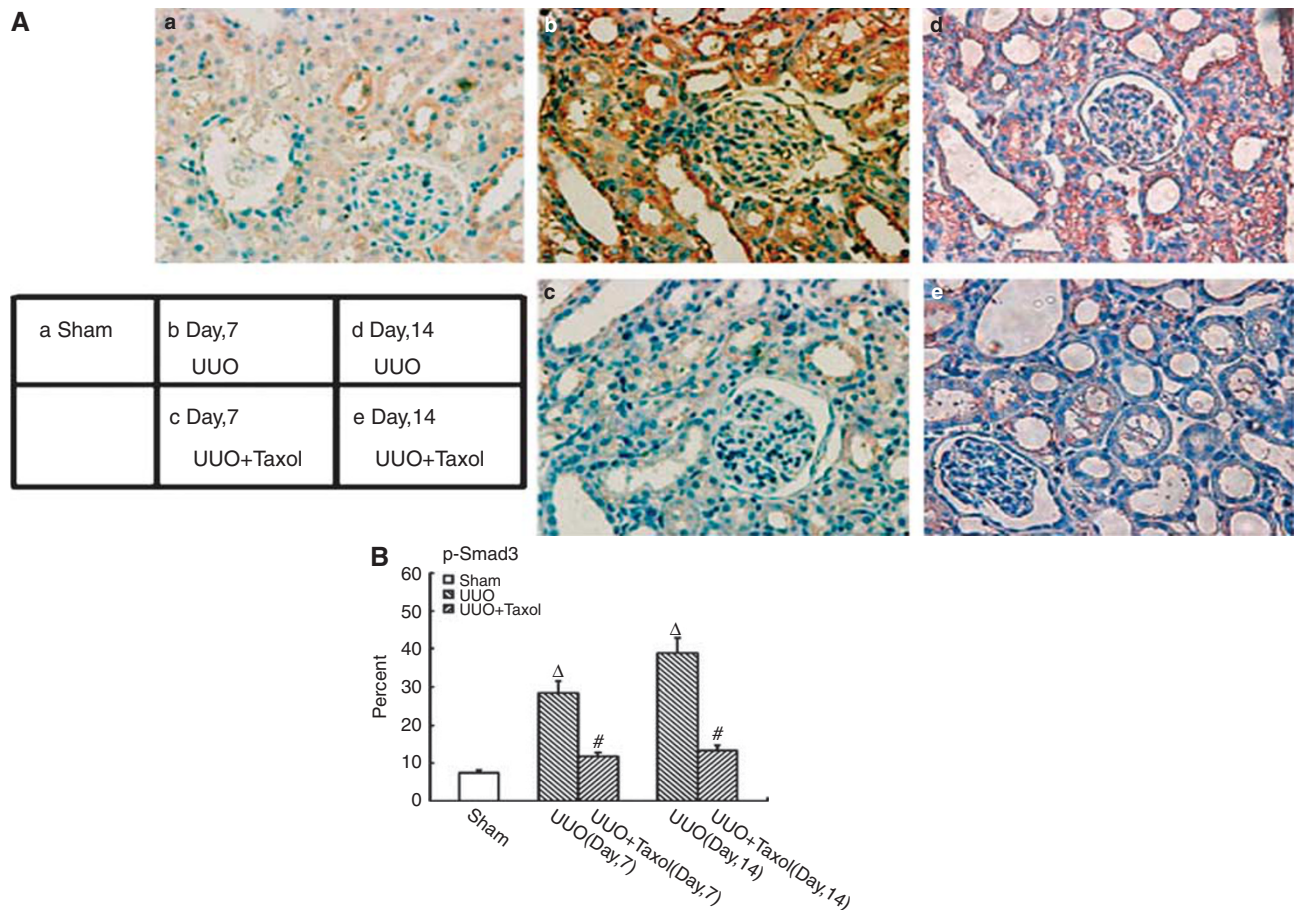 A
a
b
d
c
e
a Sham
b Day,7
UUO
d Day,14
UUO
c Day,7
UUO+Taxol
e Day,14
UUO+Taxol
B
p-Smad3
Sham
UUO
UUO+Taxol
Percent
60
50
40
30
20
10
0
Δ
#
Δ
#
Sham
UUO(Day,7)
UUO+Taxol(Day,7)
UUO(Day,14)
UUO+Taxol(Day,14)